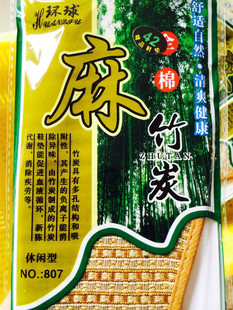 环球
HUANQIU
舒适自然·清爽健康
42
全棉
麻
竹炭
ZHUTAN
竹炭具有多孔结构和吸
附性，其产生的负离子能消
除异味。由竹炭制成的竹炭
鞋垫能促进血液循环、新陈
代谢、消除疲劳等。
休闲型
NO.:807